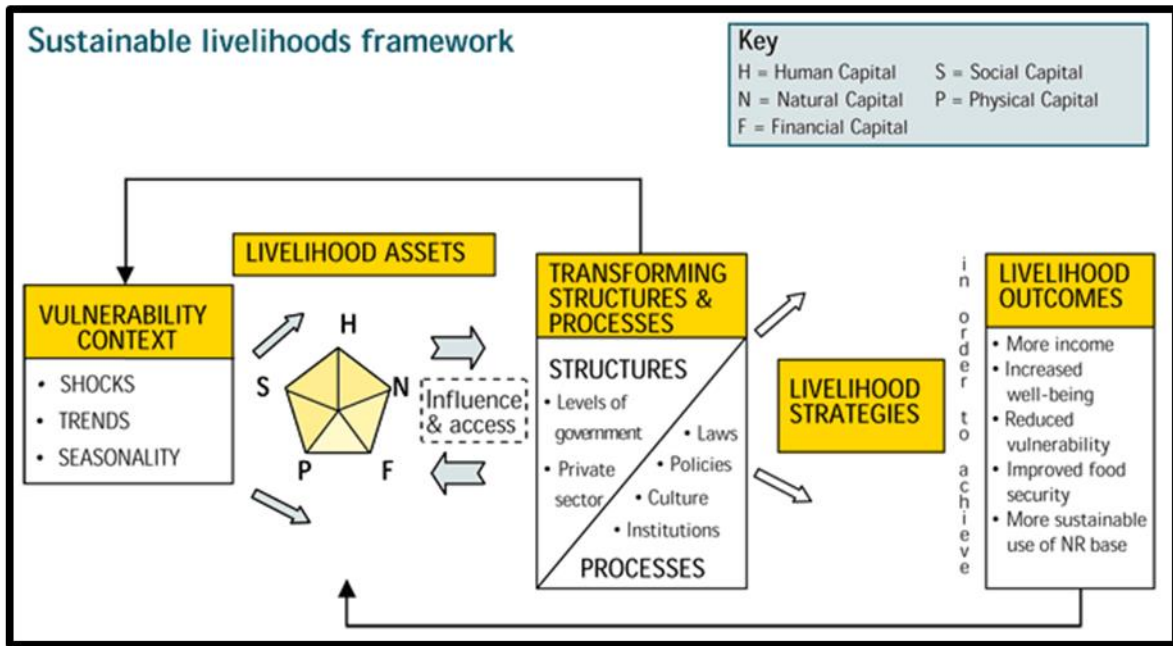 Sustainable livelihoods framework
Key
H = Human Capital
S = Social Capital
N = Natural Capital
P = Physical Capital
F = Financial Capital
VULNERABILITY
CONTEXT
• SHOCKS
• TRENDS
• SEASONALITY
LIVELIHOOD ASSETS
H
S
N
P
F
Influence
& access
TRANSFORMING
STRUCTURES &
PROCESSES
STRUCTURES
• Levels of
government
• Private
sector
• Laws
• Policies
• Culture
• Institutions
PROCESSES
LIVELIHOOD
STRATEGIES
in order to achieve
LIVELIHOOD
OUTCOMES
• More income
• Increased
well-being
• Reduced
vulnerability
• Improved food
security
• More sustainable
use of NR base